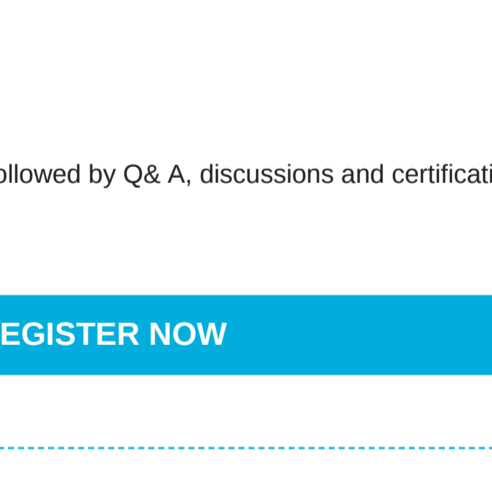 ollowed by Q& A, discussions and certificati
EGISTER NOW